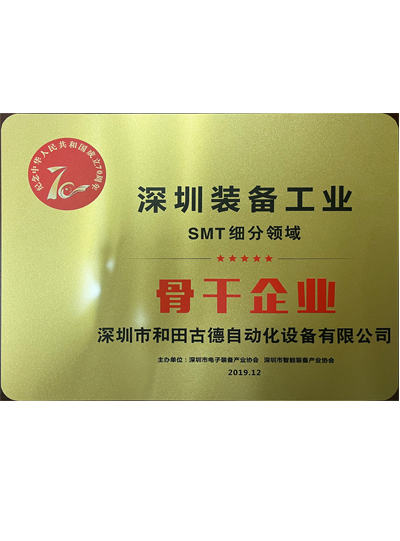 纪念中华人民共和国成立70周年
70
深圳装备工业
SMT细分领域
★★★★★
骨干企业
深圳市和田古德自动化设备有限公司
主办单位：深圳市电子装备产业协会 深圳市智能装备产业协会
2019.12